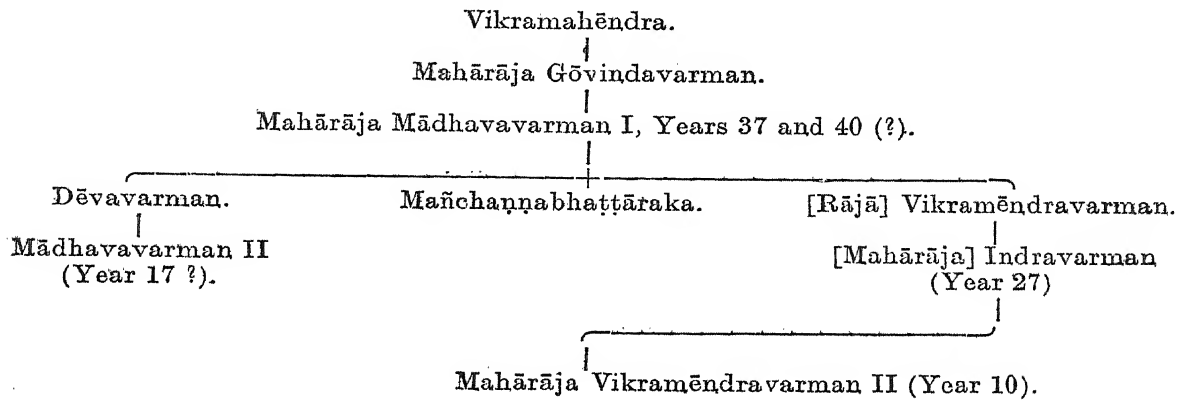 Vikramahēndra.
Mahārāja Gōvindavarman.
Mahārāja Mādhavavarman I, Years 37 and 40 (?).
Dēvavarman. Mañchaṇṇabhaṭṭāraka. [Rājā] Vikramēndravarman.
Mādhavavarman II [Mahārāja] Indravarman
(Year 17 ?). (Year 27)
Mahārāja Vikramēndravarman II (Year 10).